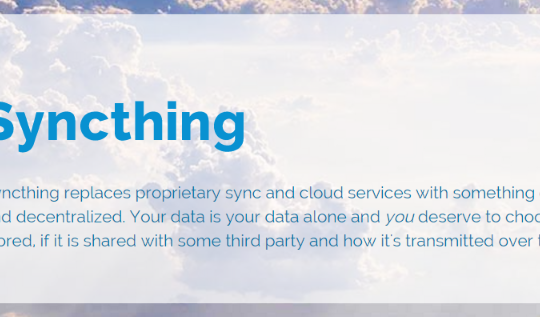 Syncthing
yncthing replaces proprietary sync and cloud services with something
nd decentralized. Your data is your data alone and you deserve to choo
ored, if it is shared with some third party and how it's transmitted over t